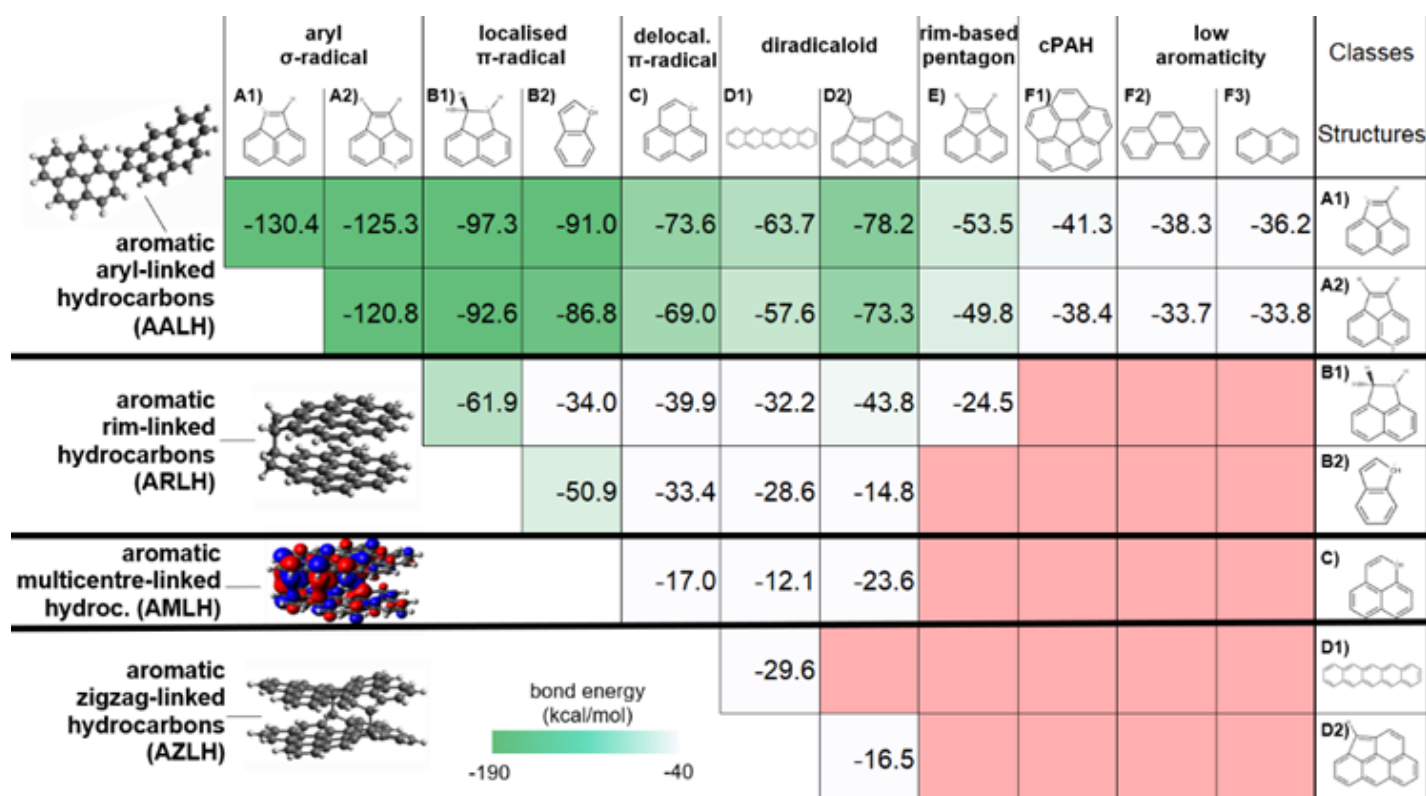 aryl
σ-radical
localised
π-radical
delocal.
π-radical
diradicaloid
rim-based
pentagon
cPAH
low
aromaticity
Classes
A1) A2) B1) B2) C) D1) D2) E) F1) F2) F3)
Structures
-130.4 -125.3 -97.3 -91.0 -73.6 -63.7 -78.2 -53.5 -41.3 -38.3 -36.2
A1)
aromatic
aryl-linked
hydrocarbons
(AALH)
-120.8 -92.6 -86.8 -69.0 -57.6 -73.3 -49.8 -38.4 -33.7 -33.8
A2)
aromatic
rim-linked
hydrocarbons
(ARLH)
-61.9 -34.0 -39.9 -32.2 -43.8 -24.5
B1)
-50.9 -33.4 -28.6 -14.8
B2)
aromatic
multicentre-linked
hydroc. (AMLH)
-17.0 -12.1 -23.6
C)
aromatic
zigzag-linked
hydrocarbons
(AZLH)
-29.6
D1)
bond energy
(kcal/mol)
-190 -40
-16.5
D2)